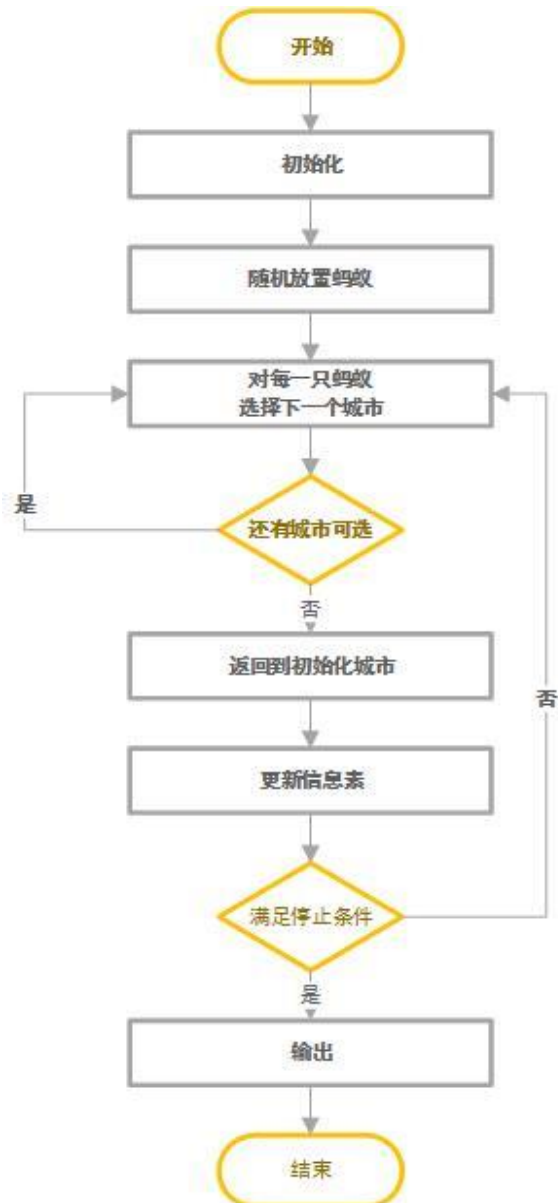 开始
初始化
随机放置蚂蚁
对每一只蚂蚁
选择下一个城市
是
还有城市可选
否
返回到初始化城市
否
更新信息素
满足停止条件
是
输出
结束